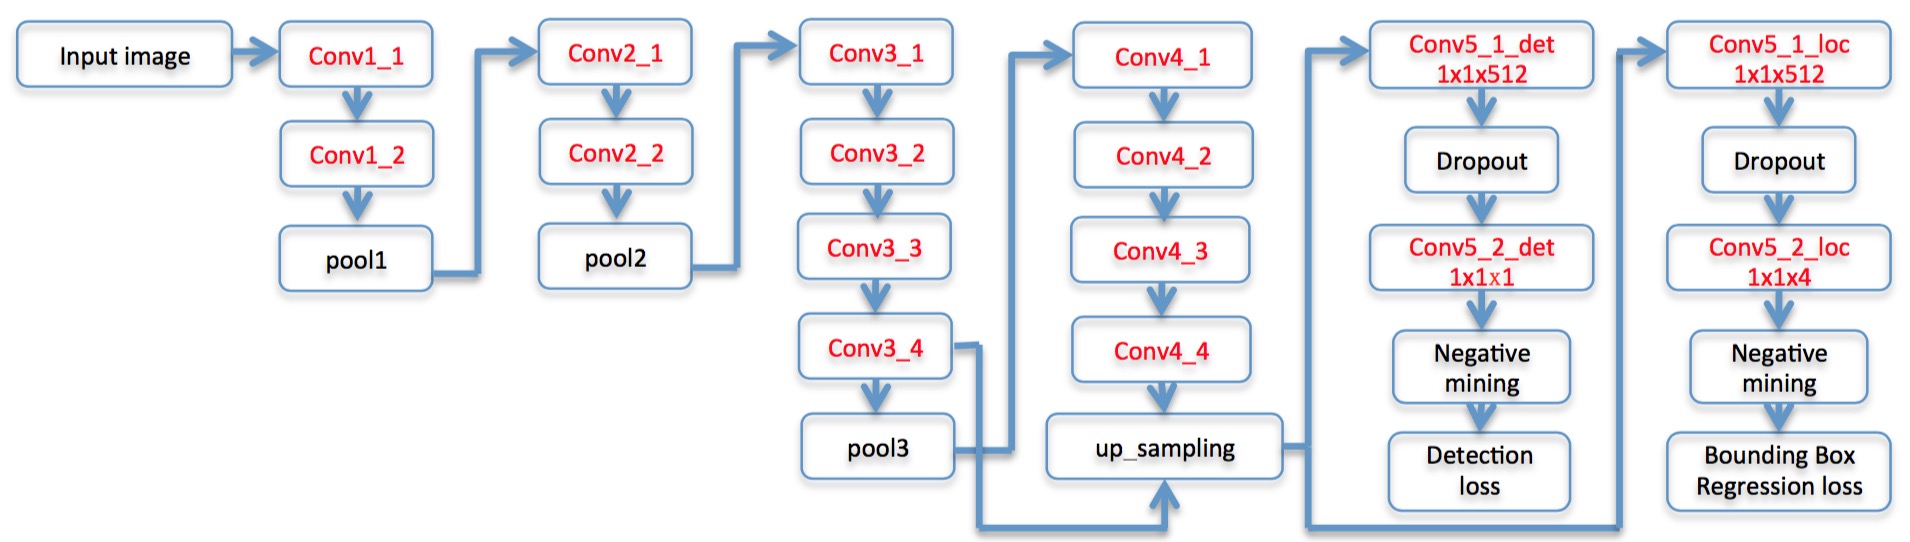 Input image
Conv1_1
Conv1_2
pool1
Conv2_1
Conv2_2
pool2
Conv3_1
Conv3_2
Conv3_3
Conv3_4
pool3
Conv4_1
Conv4_2
Conv4_3
Conv4_4
up_sampling
Conv5_1_det
1x1x512
Dropout
Conv5_2_det
1x1x1
Negative
mining
Detection
loss
Conv5_1_loc
1x1x512
Dropout
Conv5_2_loc
1x1x4
Negative
mining
Bounding Box
Regression loss